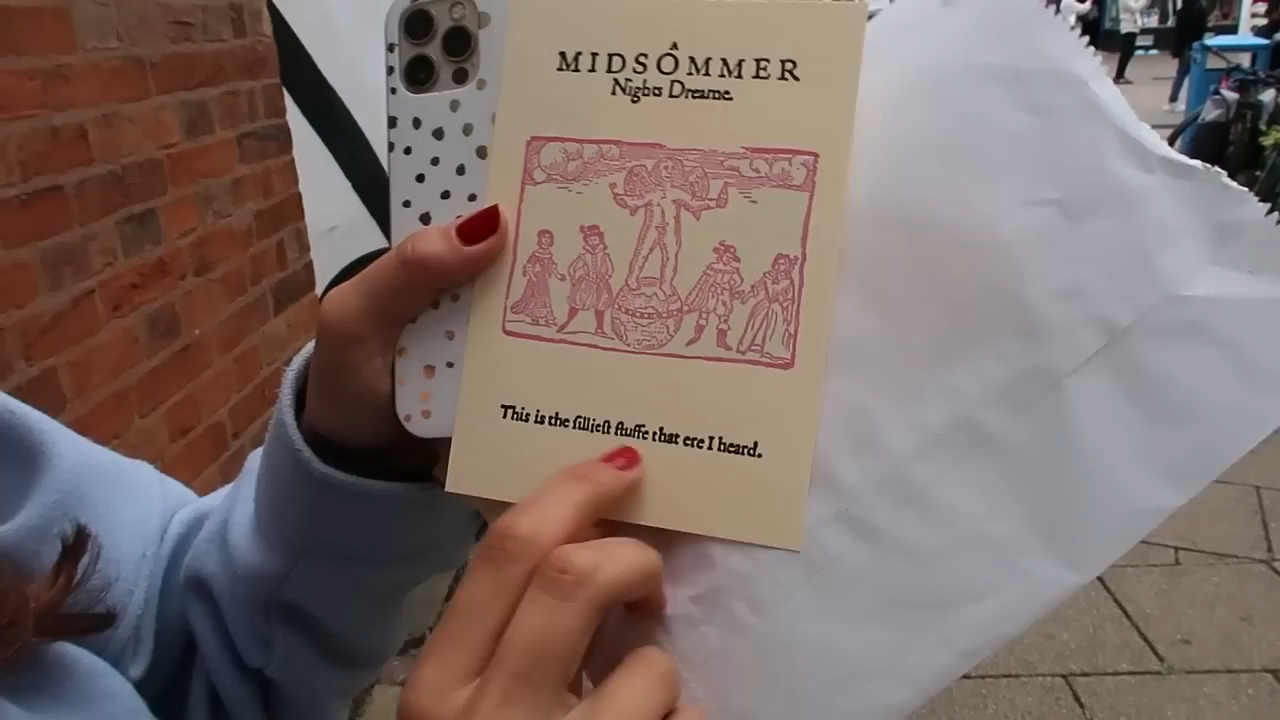 A
MIDSOMMER
Nights Dreame.
This is the ſillieſt ſtuffe that ere I heard.